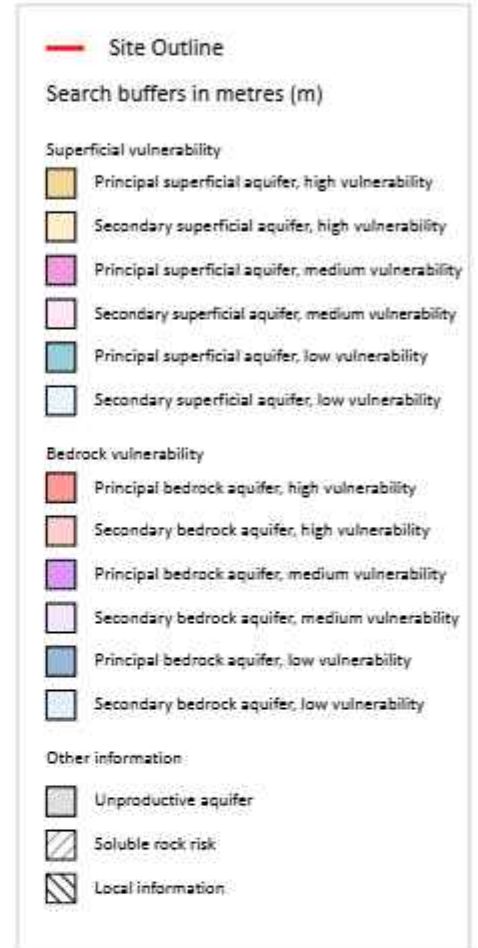 Site Outline
Search buffers in metres (m)
Superficial vulnerability
Principal superficial aquifer, high vulnerability
Secondary superficial aquifer, high vulnerability
Principal superficial aquifer, medium vulnerability
Secondary superficial aquifer, medium vulnerability
Principal superficial aquifer, low vulnerability
Secondary superficial aquifer, low vulnerability
Bedrock vulnerability
Principal bedrock aquifer, high vulnerability
Secondary bedrock aquifer, high vulnerability
Principal bedrock aquifer, medium vulnerability
Secondary bedrock aquifer, medium vulnerability
Principal bedrock aquifer, low vulnerability
Secondary bedrock aquifer, low vulnerability
Other information
Unproductive aquifer
Soluble rock risk
Local information